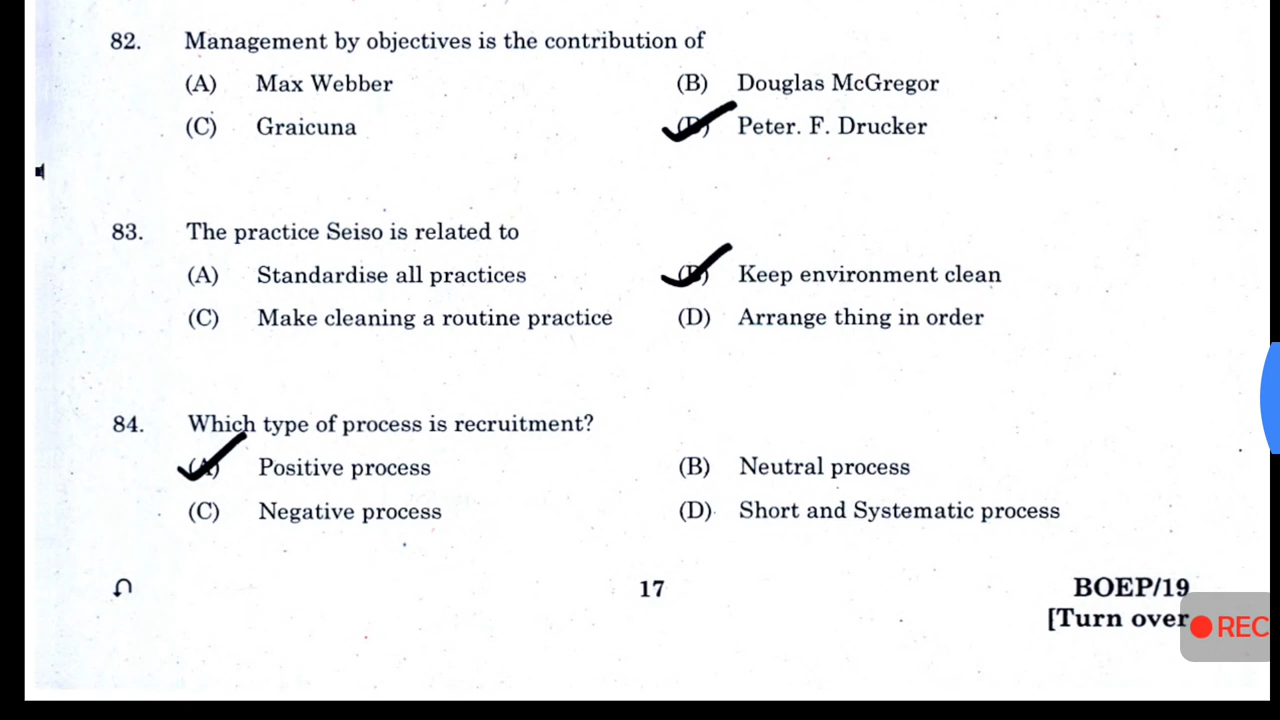 82. Management by objectives is the contribution of
(A) Max Webber (B) Douglas McGregor
(C) Graicuna (D) Peter. F. Drucker
83. The practice Seiso is related to
(A) Standardise all practices (B) Keep environment clean
(C) Make cleaning a routine practice (D) Arrange thing in order
84. Which type of process is recruitment?
(A) Positive process (B) Neutral process
(C) Negative process (D) Short and Systematic process
17 BOEP/19
[Turn over
REC